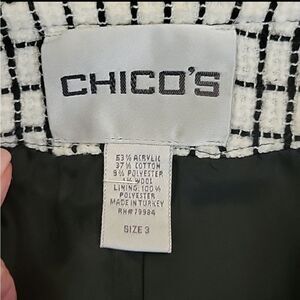 CHICO'S
53% ACRYLIC
37% COTTON
9% POLYESTER
1% WOOL
LINING: 100%
POLYESTER
MADE IN TURKEY
RN# 79984
SIZE 3